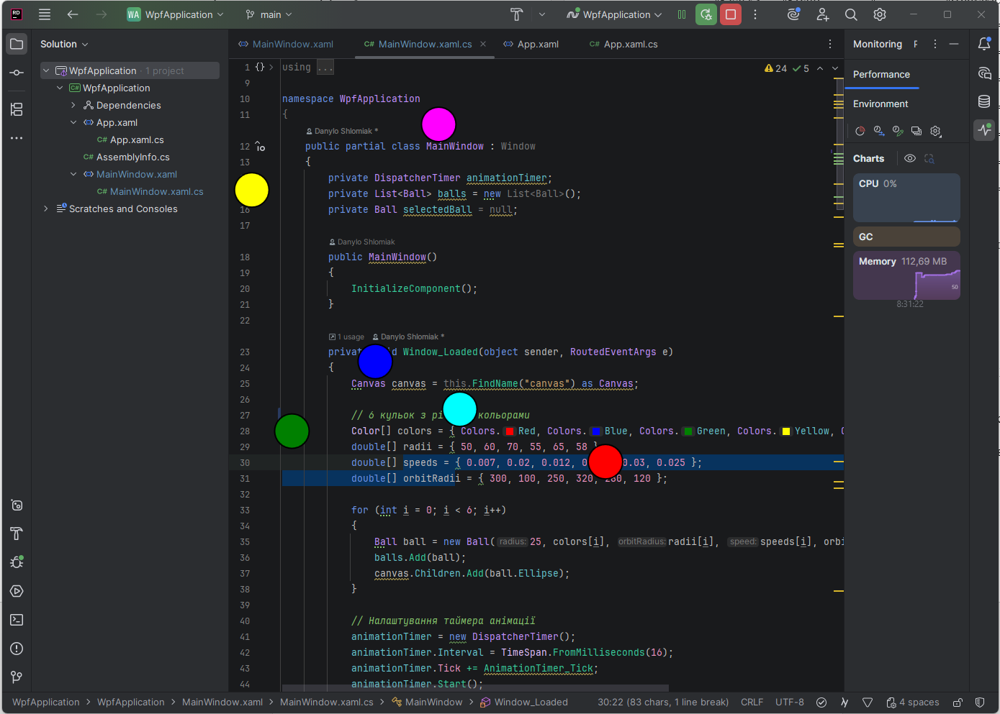 RD WA WpfApplication main WpfApplication
Solution
WpfApplication · 1 project
WpfApplication
Dependencies
App.xaml
App.xaml.cs
AssemblyInfo.cs
MainWindow.xaml
MainWindow.xaml.cs
Scratches and Consoles
MainWindow.xaml MainWindow.xaml.cs App.xaml App.xaml.cs
24 5
1 {} using ...
9
10 namespace WpfApplication
11 {
Danylo Shlomiak *
12 public partial class MainWindow : Window
13 {
private DispatcherTimer animationTimer;
private List<Ball> balls = new List<Ball>();
16 private Ball selectedBall = null;
17
Danylo Shlomiak
18 public MainWindow()
19 {
20 InitializeComponent();
21 }
22
1 usage Danylo Shlomiak *
23 Window_Loaded(object sender, RoutedEventArgs e)
24 {
25 Canvas canvas = this.FindName("canvas") as Canvas;
26
27 // 6 кульок з кольорами
28 Color[] colors = { Colors. Red, Colors. Blue, Colors. Green, Colors. Yellow,
29 double[] radii = { 50, 60, 70, 55, 65, 58 }
30 double[] speeds = { 0.007, 0.02, 0.012, 0.03, 0.025 };
31 double[] orbitRadii = { 300, 100, 250, 320, 280, 120 };
32
33 for (int i = 0; i < 6; i++)
34 {
35 Ball ball = new Ball( radius: 25, colors[i], orbitRadius: radii[i], speed: speeds[i],
36 balls.Add(ball);
37 canvas.Children.Add(ball.Ellipse);
38 }
39
40 // Налаштування таймера анімації
41 animationTimer = new DispatcherTimer();
42 animationTimer.Interval = TimeSpan.FromMilliseconds(16);
43 animationTimer.Tick += AnimationTimer_Tick;
44 animationTimer.Start();
Monitoring
Performance
Environment
Charts
CPU 0%
GC
Memory 112,69 MB
50
8:31:22
WpfApplication > WpfApplication > MainWindow.xaml > MainWindow.xaml.cs > MainWindow > Window_Loaded 30:22 (83 chars, 1 line break) CRLF UTF-8 4 spaces